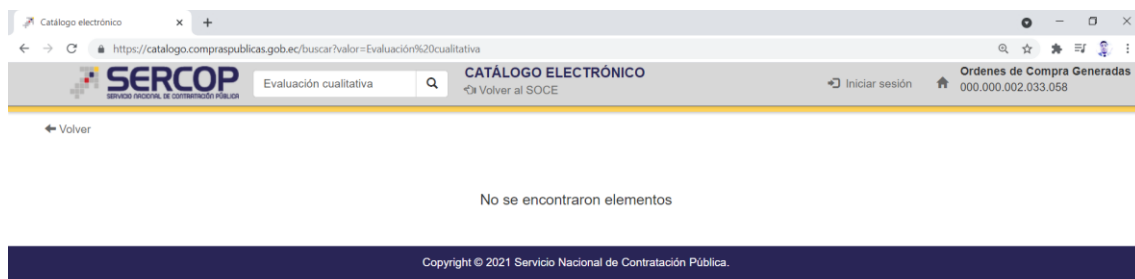 Catálogo electrónico
https://catalogo.compraspublicas.gob.ec/buscar?valor=Evaluación%20cualitativa
SERCOP
SERVICIO NACIONAL DE CONTRATACIÓN PÚBLICA
Evaluación cualitativa
CATÁLOGO ELECTRÓNICO
Volver al SOCE
Iniciar sesión
Ordenes de Compra Generadas
000.000.002.033.058
Volver
No se encontraron elementos
Copyright © 2021 Servicio Nacional de Contratación Pública.